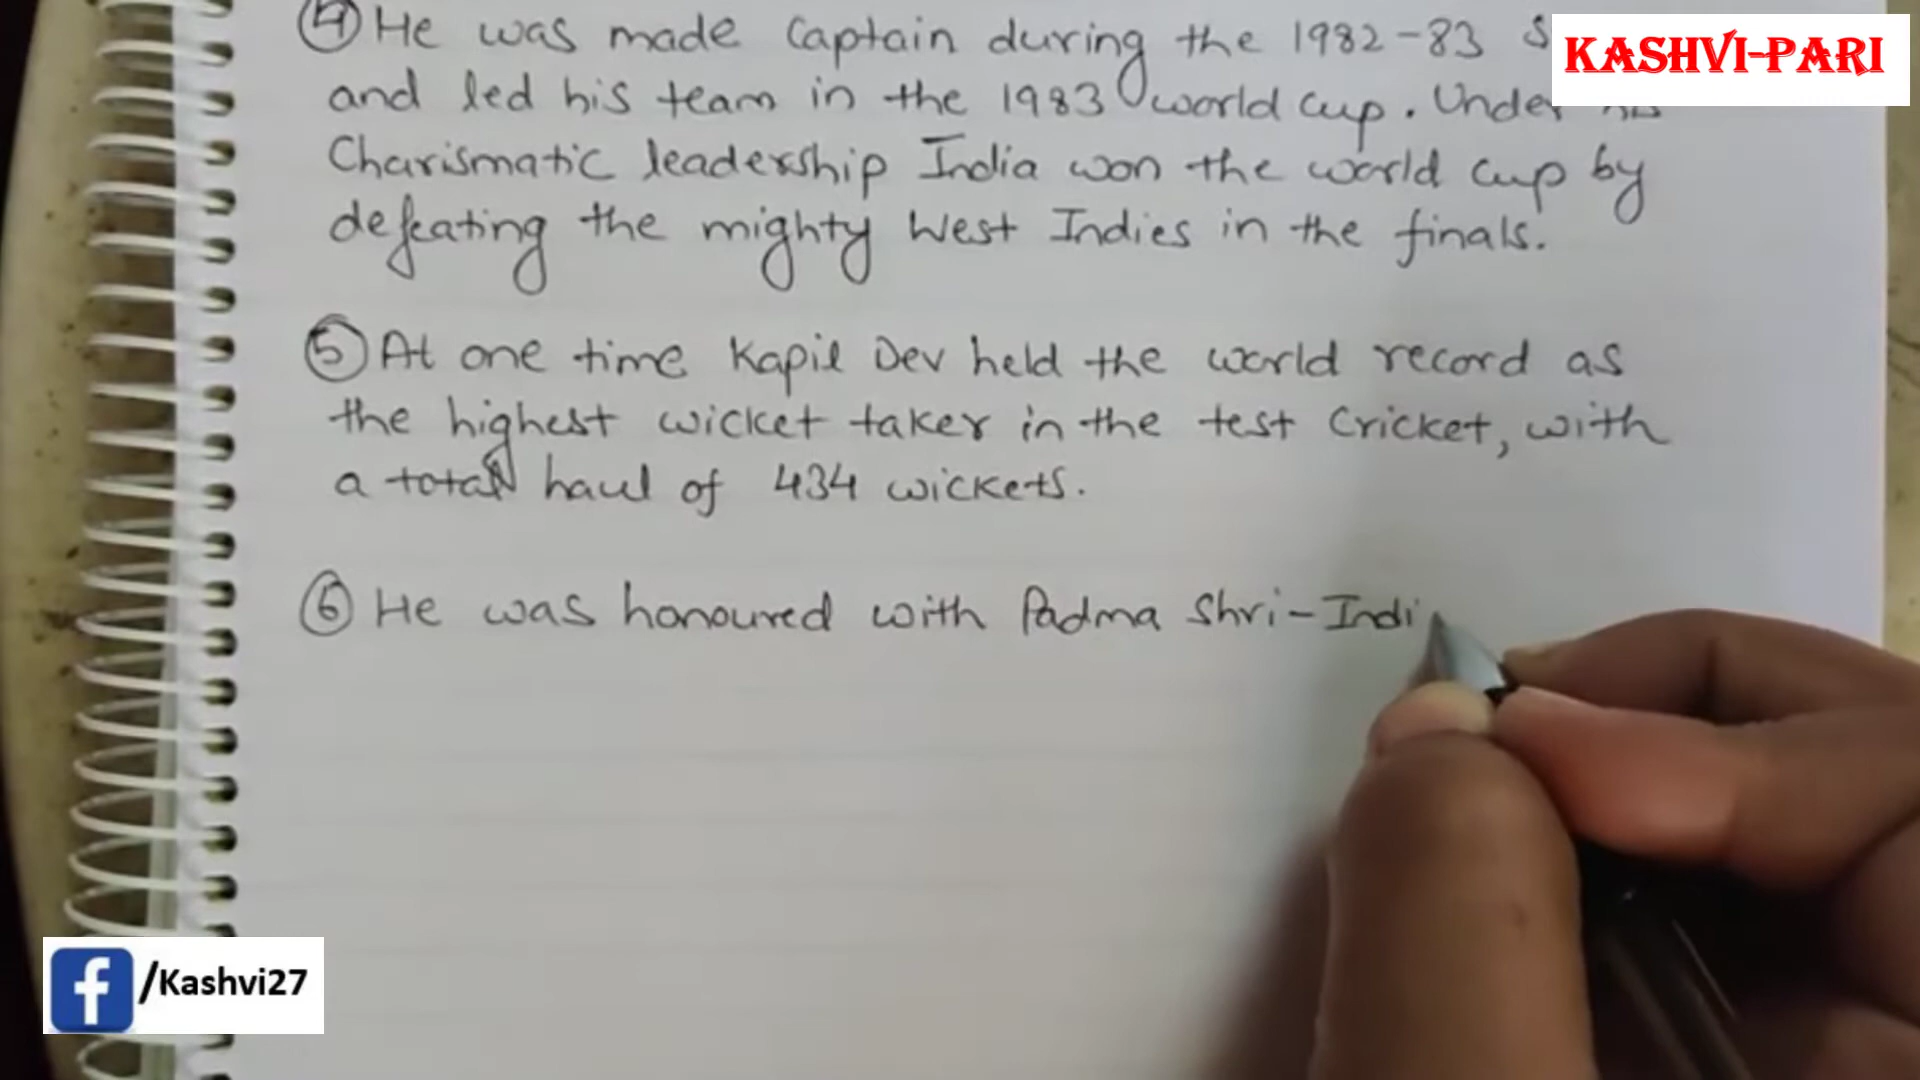 ④ He was made Captain during the 1982-83 S
KASHVI-PARI
and led his team in the 1983 world cup. Under
Charismatic leadership India won the world cup by
defeating the mighty West Indies in the finals.
⑤ At one time Kapil Dev held the world record as
the highest wicket taker in the test Cricket, with
a total haul of 434 wickets.
⑥ He was honoured with Padma Shri-Indi
f /Kashvi27